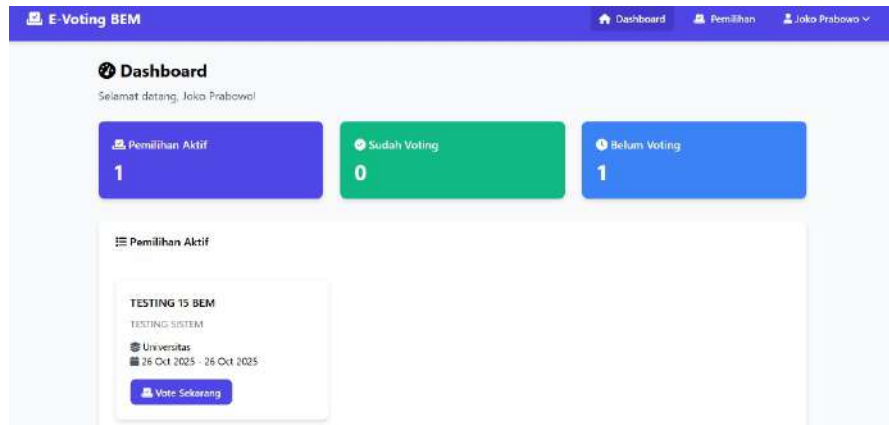 E-Voting BEM
Dashboard Pemilihan Joko Prabowo
Dashboard
Selamat datang, Joko Prabowo!
Pemilihan Aktif
1
Sudah Voting
0
Belum Voting
1
Pemilihan Aktif
TESTING 15 BEM
TESTING SISTEM
Universitas
26 Oct 2025 - 26 Oct 2025
Vote Sekarang